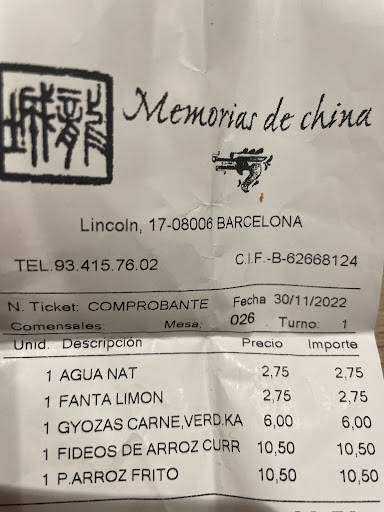 龍城
Memorias de china
Lincoln, 17-08006 BARCELONA
TEL.93.415.76.02 C.I.F.-B-62668124
N. Ticket: COMPROBANTE Fecha 30/11/2022
Comensales: Mesa: 026 Turno: 1
Unid. Descripción Precio Importe
1 AGUA NAT 2,75 2,75
1 FANTA LIMON 2,75 2,75
1 GYOZAS CARNE,VERD.KA 6,00 6,00
1 FIDEOS DE ARROZ CURR 10,50 10,50
1 P.ARROZ FRITO 10,50 10,50